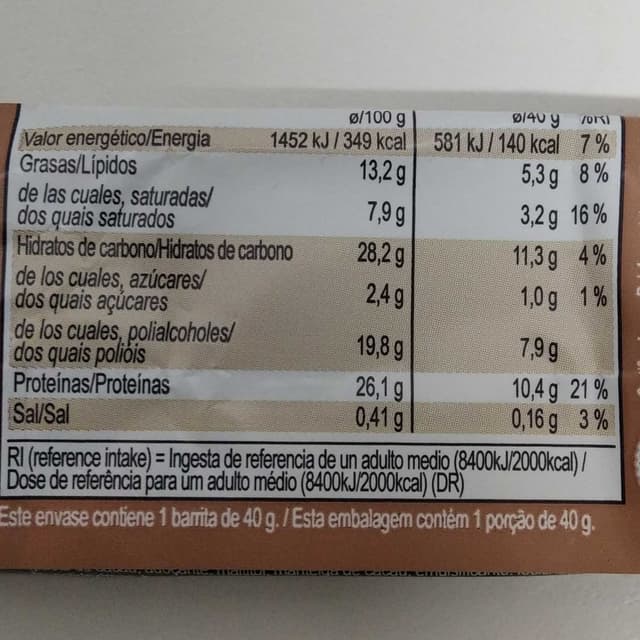 ø/100 g ø/40 g %RI
Valor energético/Energia 1452 kJ / 349 kcal 581 kJ / 140 kcal 7 %
Grasas/Lípidos 13,2 g 5,3 g 8 %
de las cuales, saturadas/
dos quais saturados 7,9 g 3,2 g 16 %
Hidratos de carbono/Hidratos de carbono 28,2 g 11,3 g 4 %
de los cuales, azúcares/
dos quais açúcares 2,4 g 1,0 g 1 %
de los cuales, polialcoholes/
dos quais polióis 19,8 g 7,9 g
Proteínas/Proteínas 26,1 g 10,4 g 21 %
Sal/Sal 0,41 g 0,16 g 3 %
RI (reference intake) = Ingesta de referencia de un adulto medio (8400kJ/2000kcal) /
Dose de referência para um adulto médio (8400kJ/2000kcal) (DR)
Este envase contiene 1 barrita de 40 g. / Esta embalagem contém 1 porção de 40 g.